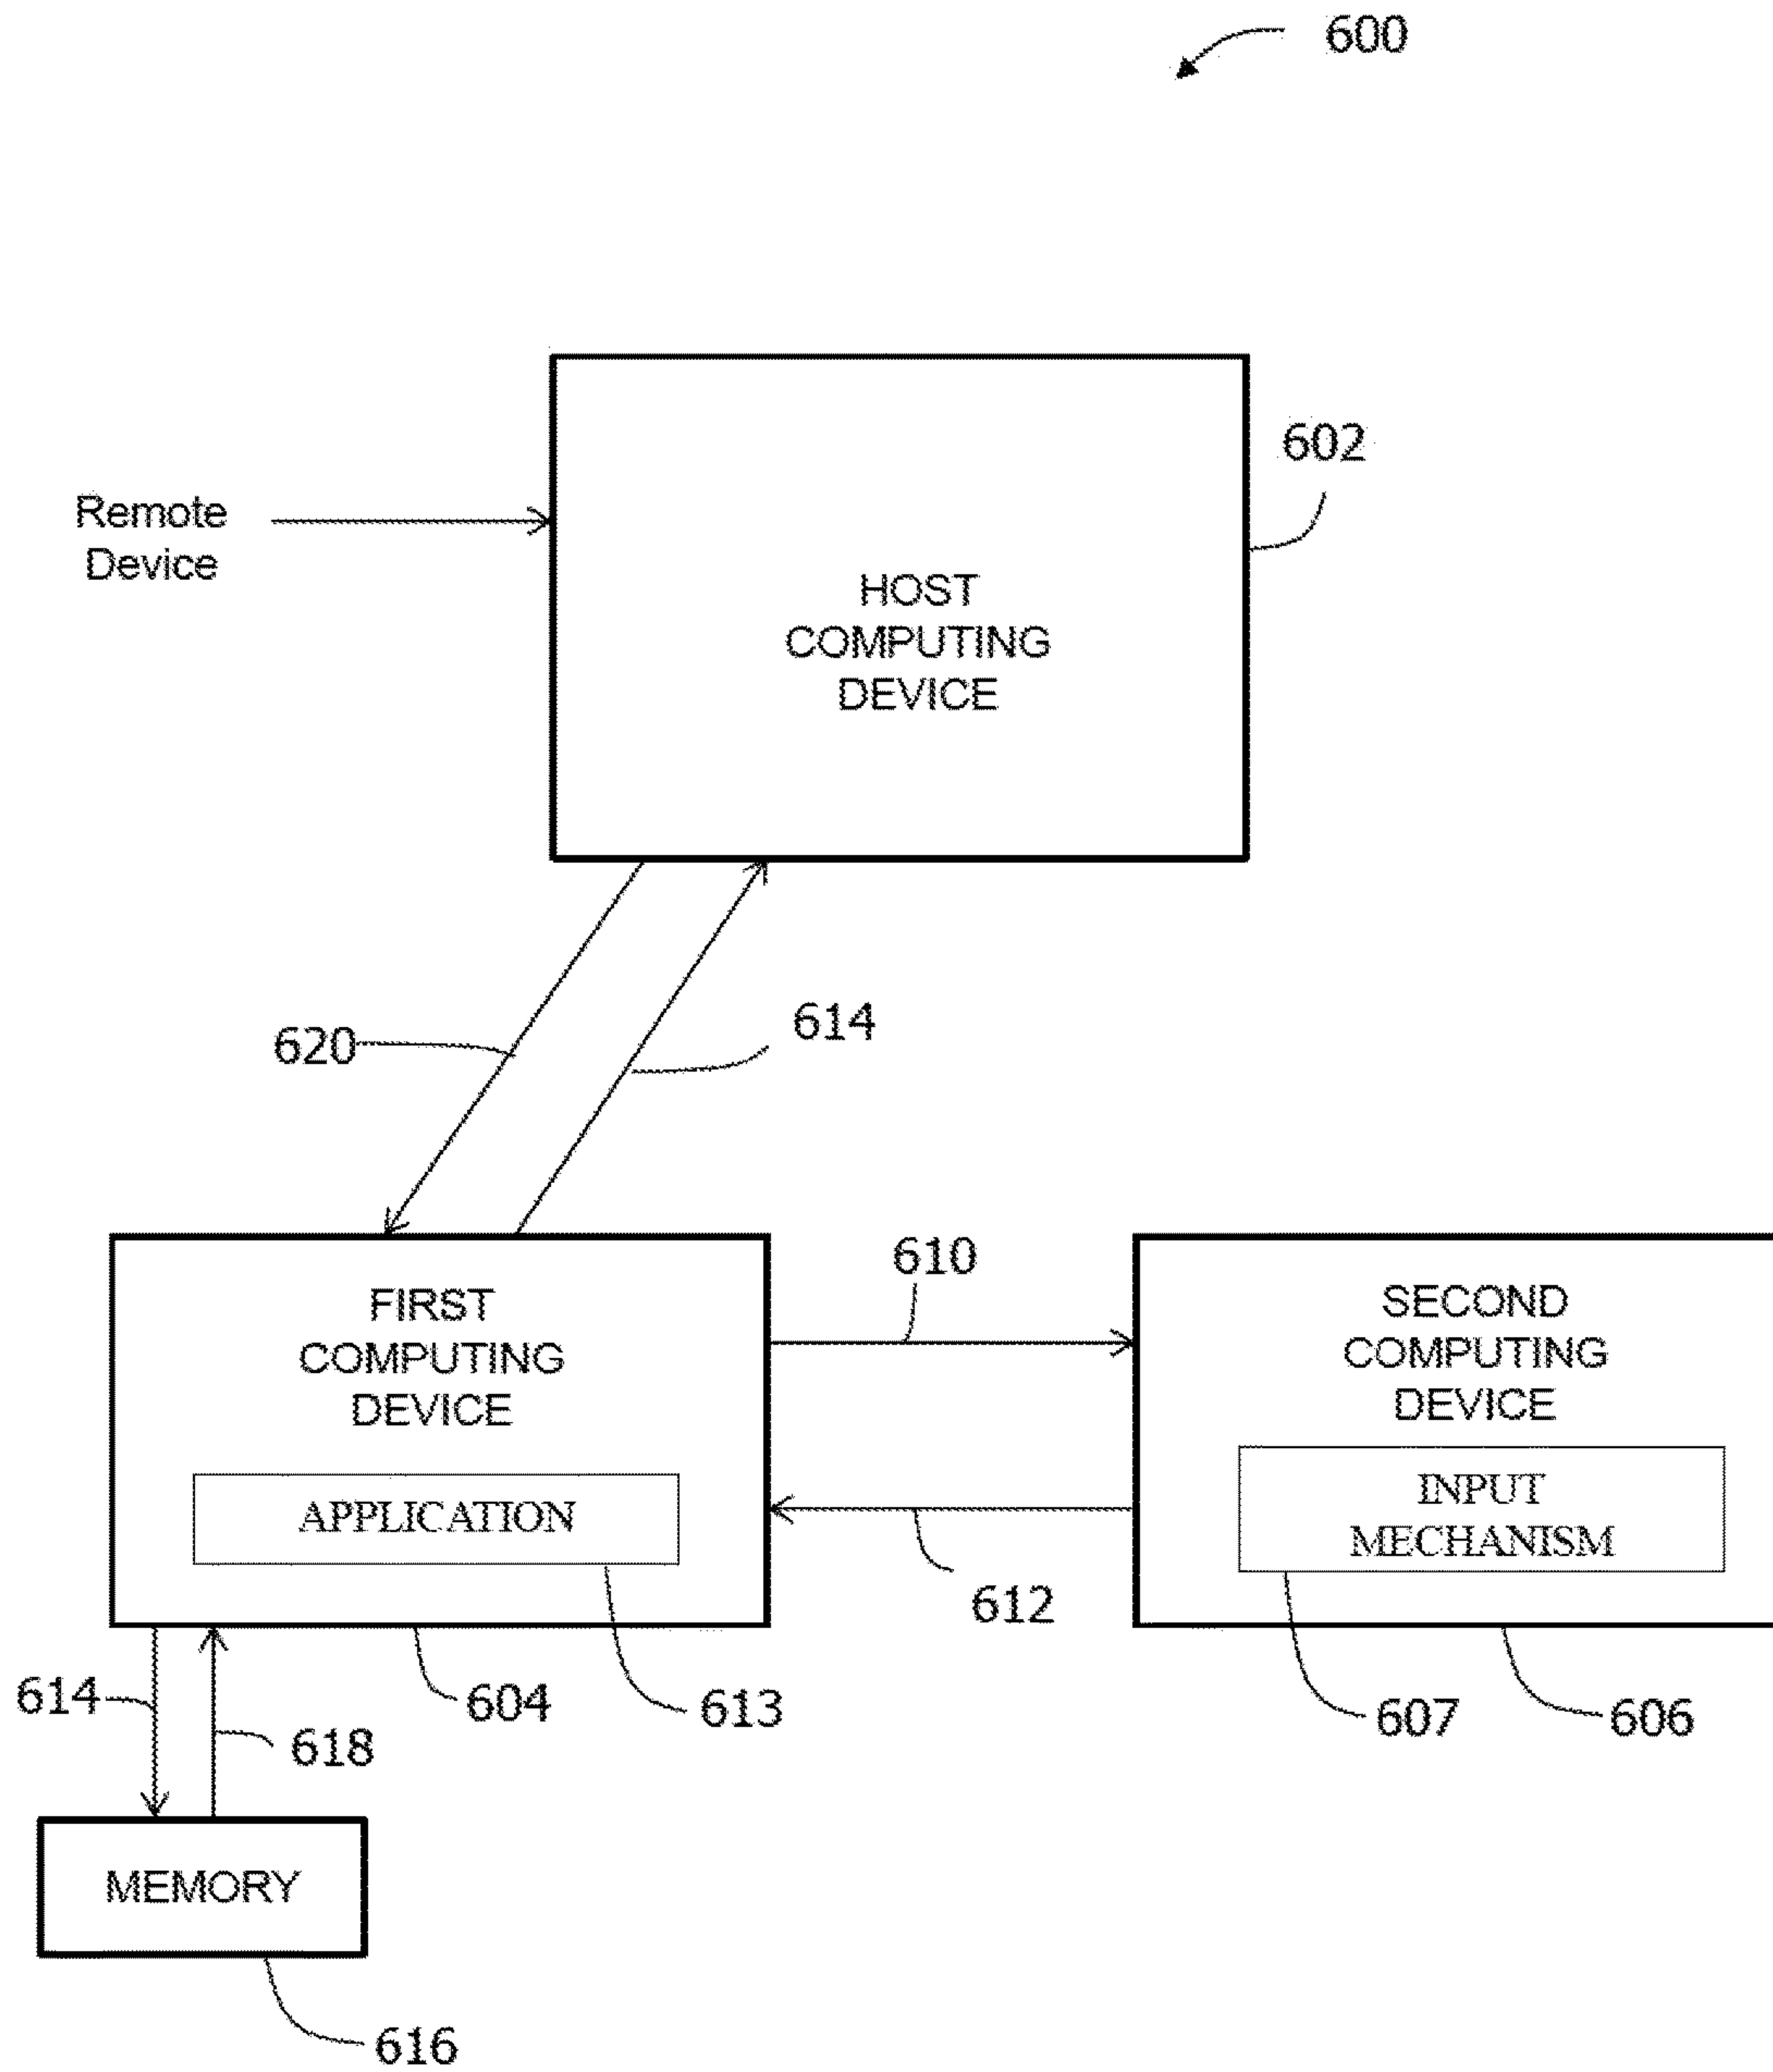 600
602
Remote
Device
HOST
COMPUTING
DEVICE
620
614
FIRST
COMPUTING
DEVICE
APPLICATION
610
612
SECOND
COMPUTING
DEVICE
INPUT
MECHANISM
614
618
604
613
607
606
MEMORY
616